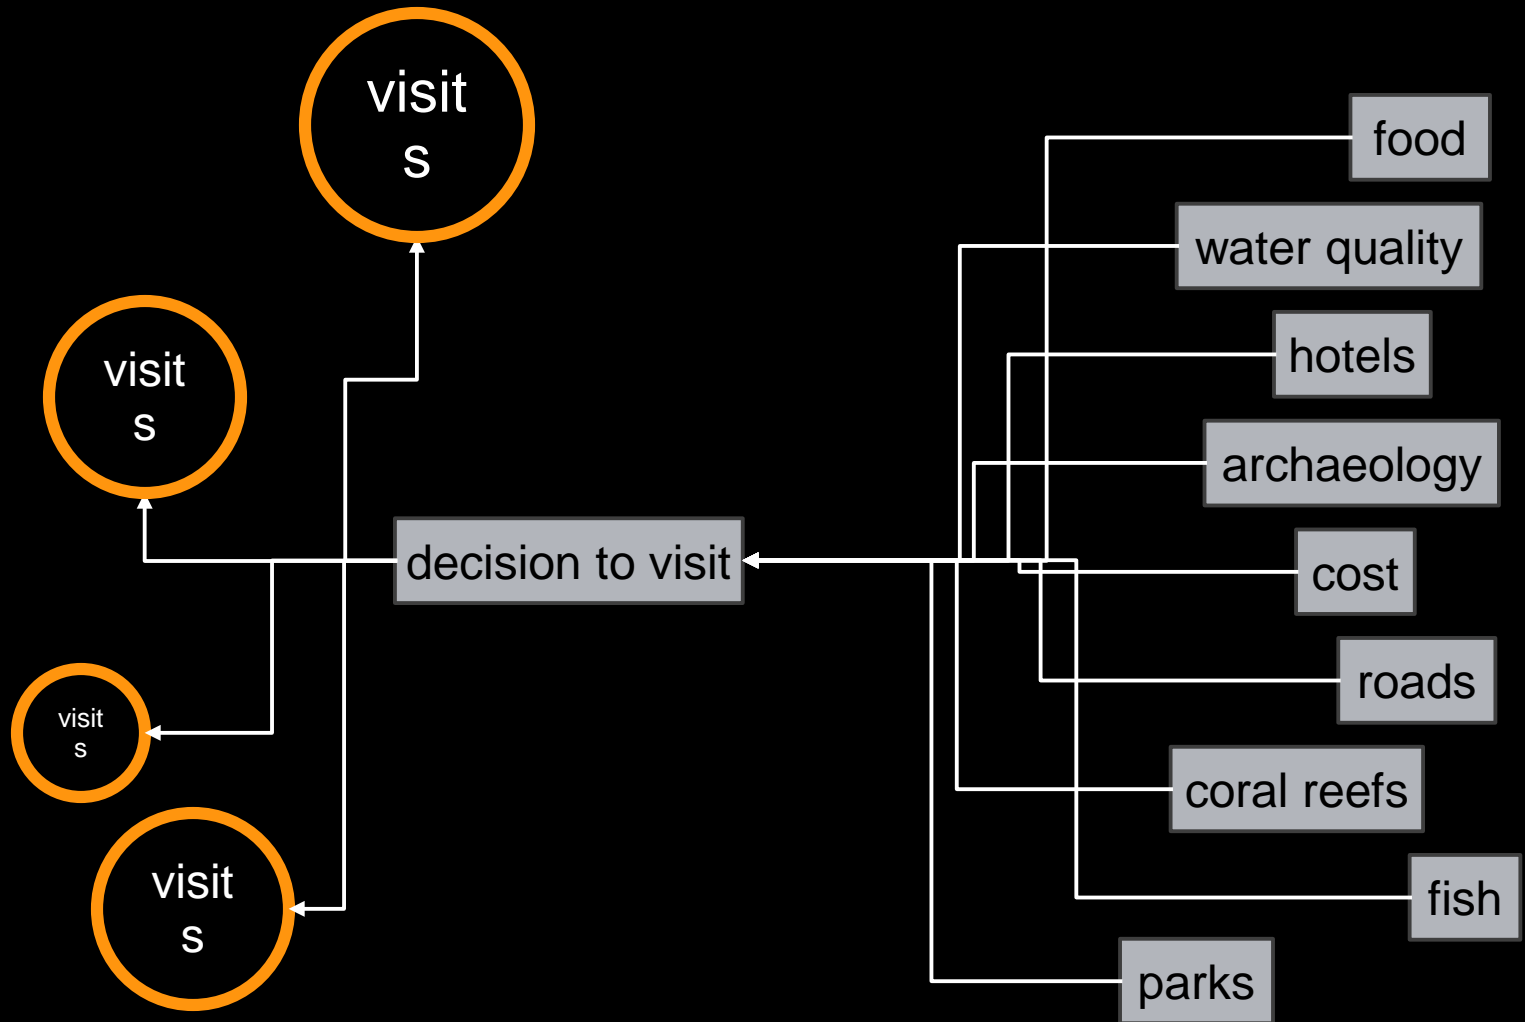 visit
s
food
water quality
hotels
visit
s
archaeology
decision to visit
cost
roads
visit
s
coral reefs
visit
s
fish
parks